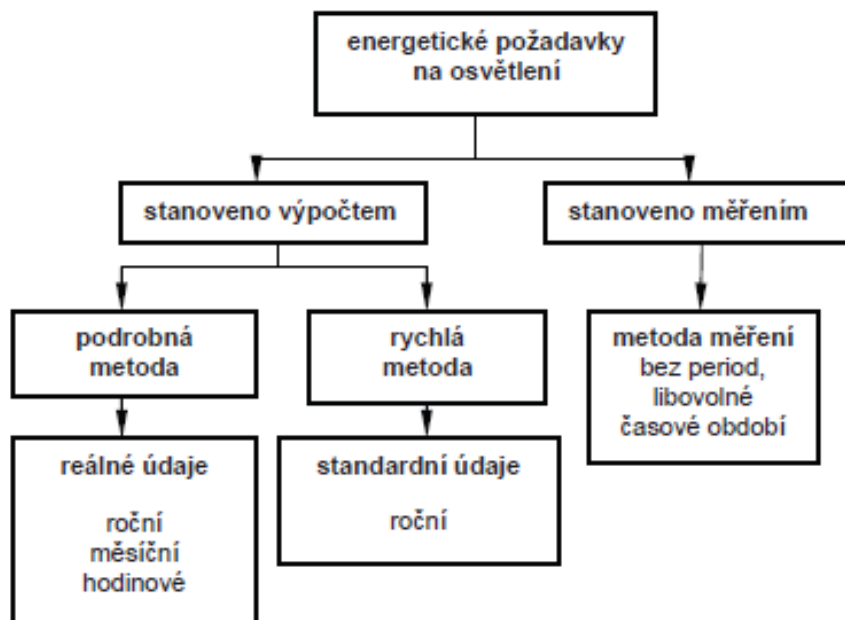 energetické požadavky
na osvětlení
stanoveno výpočtem
stanoveno měřením
podrobná
metoda
rychlá
metoda
metoda měření
bez period,
libovolné
časové období
reálné údaje
roční
měsíční
hodinové
standardní údaje
roční